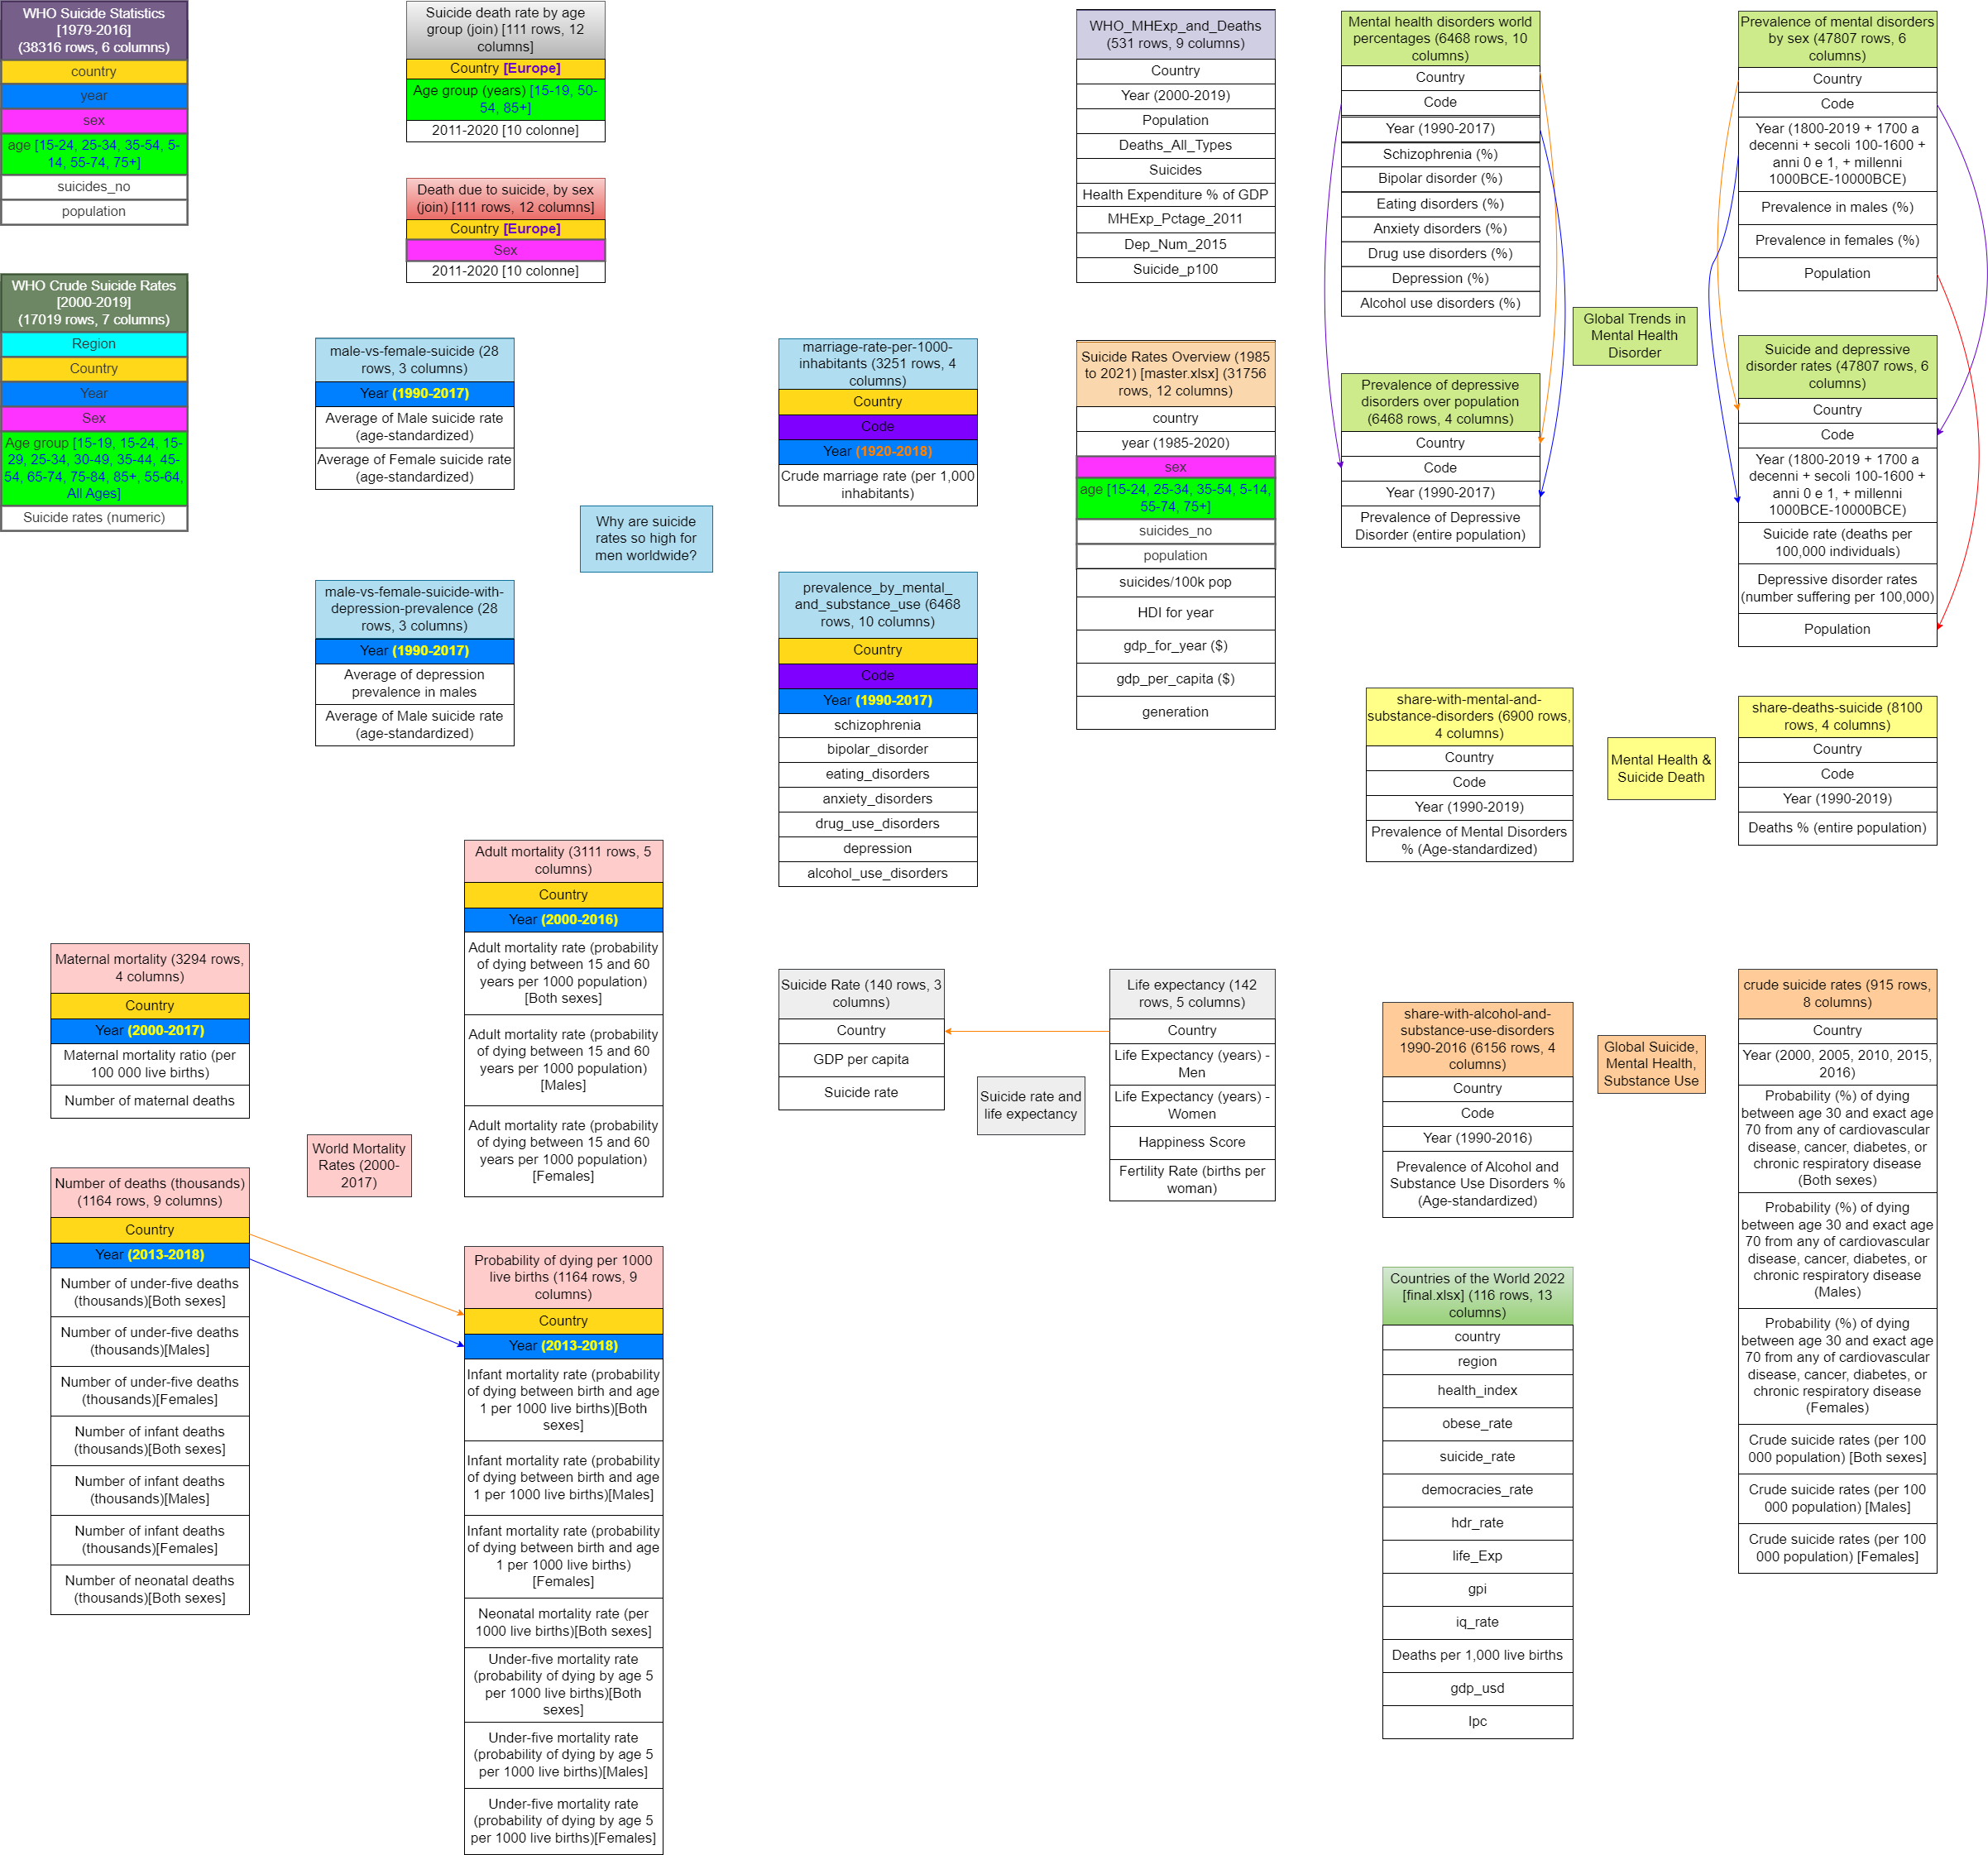 WHO Suicide Statistics
[1979-2016]
(38316 rows, 6 columns)
country
year
sex
age [15-24, 25-34, 35-54, 5-
14, 55-74, 75+]
suicides_no
population
WHO Crude Suicide Rates
[2000-2019]
(17019 rows, 7 columns)
Region
Country
Year
Sex
Age group [15-19, 15-24, 15-
29, 25-34, 30-49, 35-44, 45-
54, 65-74, 75-84, 85+, 55-64,
All Ages]
Suicide rates (numeric)
Suicide death rate by age
group (join) [111 rows, 12
columns]
Country [Europe]
Age group (years) [15-19, 50-
54, 85+]
2011-2020 [10 colonne]
Death due to suicide, by sex
(join) [111 rows, 12 columns]
Country [Europe]
Sex
2011-2020 [10 colonne]
male-vs-female-suicide (28
rows, 3 columns)
Year (1990-2017)
Average of Male suicide rate
(age-standardized)
Average of Female suicide rate
(age-standardized)
Why are suicide
rates so high for
men worldwide?
male-vs-female-suicide-with-
depression-prevalence (28
rows, 3 columns)
Year (1990-2017)
Average of depression
prevalence in males
Average of Male suicide rate
(age-standardized)
marriage-rate-per-1000-
inhabitants (3251 rows, 4
columns)
Country
Code
Year (1920-2018)
Crude marriage rate (per 1,000
inhabitants)
prevalence_by_mental_
and_substance_use (6468
rows, 10 columns)
Country
Code
Year (1990-2017)
schizophrenia
bipolar_disorder
eating_disorders
anxiety_disorders
drug_use_disorders
depression
alcohol_use_disorders
WHO_MHExp_and_Deaths
(531 rows, 9 columns)
Country
Year (2000-2019)
Population
Deaths_All_Types
Suicides
Health Expenditure % of GDP
MHExp_Pctage_2011
Dep_Num_2015
Suicide_p100
Suicide Rates Overview (1985
to 2021) [master.xlsx] (31756
rows, 12 columns)
country
year (1985-2020)
sex
age [15-24, 25-34, 35-54, 5-14,
55-74, 75+]
suicides_no
population
suicides/100k pop
HDI for year
gdp_for_year ($)
gdp_per_capita ($)
generation
Mental health disorders world
percentages (6468 rows, 10
columns)
Country
Code
Year (1990-2017)
Schizophrenia (%)
Bipolar disorder (%)
Eating disorders (%)
Anxiety disorders (%)
Drug use disorders (%)
Depression (%)
Alcohol use disorders (%)
Prevalence of depressive
disorders over population
(6468 rows, 4 columns)
Country
Code
Year (1990-2017)
Prevalence of Depressive
Disorder (entire population)
Global Trends in
Mental Health
Disorder
Prevalence of mental disorders
by sex (47807 rows, 6
columns)
Country
Code
Year (1800-2019 + 1700 a
decenni + secoli 100-1600 +
anni 0 e 1, + millenni
1000BCE-10000BCE)
Prevalence in males (%)
Prevalence in females (%)
Population
Suicide and depressive
disorder rates (47807 rows, 6
columns)
Country
Code
Year (1800-2019 + 1700 a
decenni + secoli 100-1600 +
anni 0 e 1, + millenni
1000BCE-10000BCE)
Suicide rate (deaths per
100,000 individuals)
Depressive disorder rates
(number suffering per 100,000)
Population
share-with-mental-and-
substance-disorders (6900 rows,
4 columns)
Country
Code
Year (1990-2019)
Prevalence of Mental Disorders
% (Age-standardized)
Mental Health &
Suicide Death
share-deaths-suicide (8100
rows, 4 columns)
Country
Code
Year (1990-2019)
Deaths % (entire population)
Maternal mortality (3294 rows,
4 columns)
Country
Year (2000-2017)
Maternal mortality ratio (per
100 000 live births)
Number of maternal deaths
World Mortality
Rates (2000-
2017)
Number of deaths (thousands)
(1164 rows, 9 columns)
Country
Year (2013-2018)
Number of under-five deaths
(thousands)[Both sexes]
Number of under-five deaths
(thousands)[Males]
Number of under-five deaths
(thousands)[Females]
Number of infant deaths
(thousands)[Both sexes]
Number of infant deaths
(thousands)[Males]
Number of infant deaths
(thousands)[Females]
Number of neonatal deaths
(thousands)[Both sexes]
Adult mortality (3111 rows, 5
columns)
Country
Year (2000-2016)
Adult mortality rate (probability
of dying between 15 and 60
years per 1000 population)
[Both sexes]
Adult mortality rate (probability
of dying between 15 and 60
years per 1000 population)
[Males]
Adult mortality rate (probability
of dying between 15 and 60
years per 1000 population)
[Females]
Probability of dying per 1000
live births (1164 rows, 9
columns)
Country
Year (2013-2018)
Infant mortality rate (probability
of dying between birth and age
1 per 1000 live births)[Both
sexes]
Infant mortality rate (probability
of dying between birth and age
1 per 1000 live births)[Males]
Infant mortality rate (probability
of dying between birth and age
1 per 1000 live births)
[Females]
Neonatal mortality rate (per
1000 live births)[Both sexes]
Under-five mortality rate
(probability of dying by age 5
per 1000 live births)[Both
sexes]
Under-five mortality rate
(probability of dying by age 5
per 1000 live births)[Males]
Under-five mortality rate
(probability of dying by age 5
per 1000 live births)[Females]
Suicide Rate (140 rows, 3
columns)
Country
GDP per capita
Suicide rate
Suicide rate and
life expectancy
Life expectancy (142
rows, 5 columns)
Country
Life Expectancy (years) -
Men
Life Expectancy (years) -
Women
Happiness Score
Fertility Rate (births per
woman)
share-with-alcohol-and-
substance-use-disorders
1990-2016 (6156 rows, 4
columns)
Country
Code
Year (1990-2016)
Prevalence of Alcohol and
Substance Use Disorders %
(Age-standardized)
Global Suicide,
Mental Health,
Substance Use
crude suicide rates (915 rows,
8 columns)
Country
Year (2000, 2005, 2010, 2015,
2016)
Probability (%) of dying
between age 30 and exact age
70 from any of cardiovascular
disease, cancer, diabetes, or
chronic respiratory disease
(Both sexes)
Probability (%) of dying
between age 30 and exact age
70 from any of cardiovascular
disease, cancer, diabetes, or
chronic respiratory disease
(Males)
Probability (%) of dying
between age 30 and exact age
70 from any of cardiovascular
disease, cancer, diabetes, or
chronic respiratory disease
(Females)
Crude suicide rates (per 100
000 population) [Both sexes]
Crude suicide rates (per 100
000 population) [Males]
Crude suicide rates (per 100
000 population) [Females]
Countries of the World 2022
[final.xlsx] (116 rows, 13
columns)
country
region
health_index
obese_rate
suicide_rate
democracies_rate
hdr_rate
life_Exp
gpi
iq_rate
Deaths per 1,000 live births
gdp_usd
Ipc